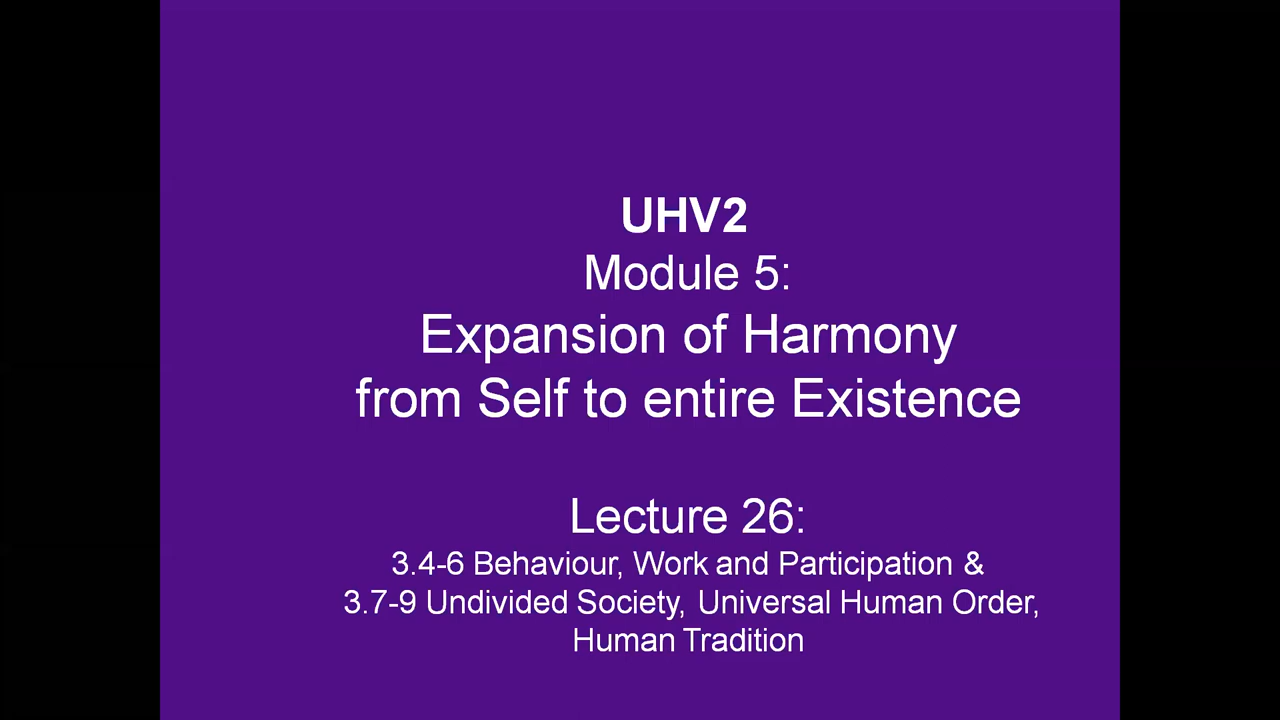 UHV2
Module 5:
Expansion of Harmony
from Self to entire Existence
Lecture 26:
3.4-6 Behaviour, Work and Participation &
3.7-9 Undivided Society, Universal Human Order,
Human Tradition